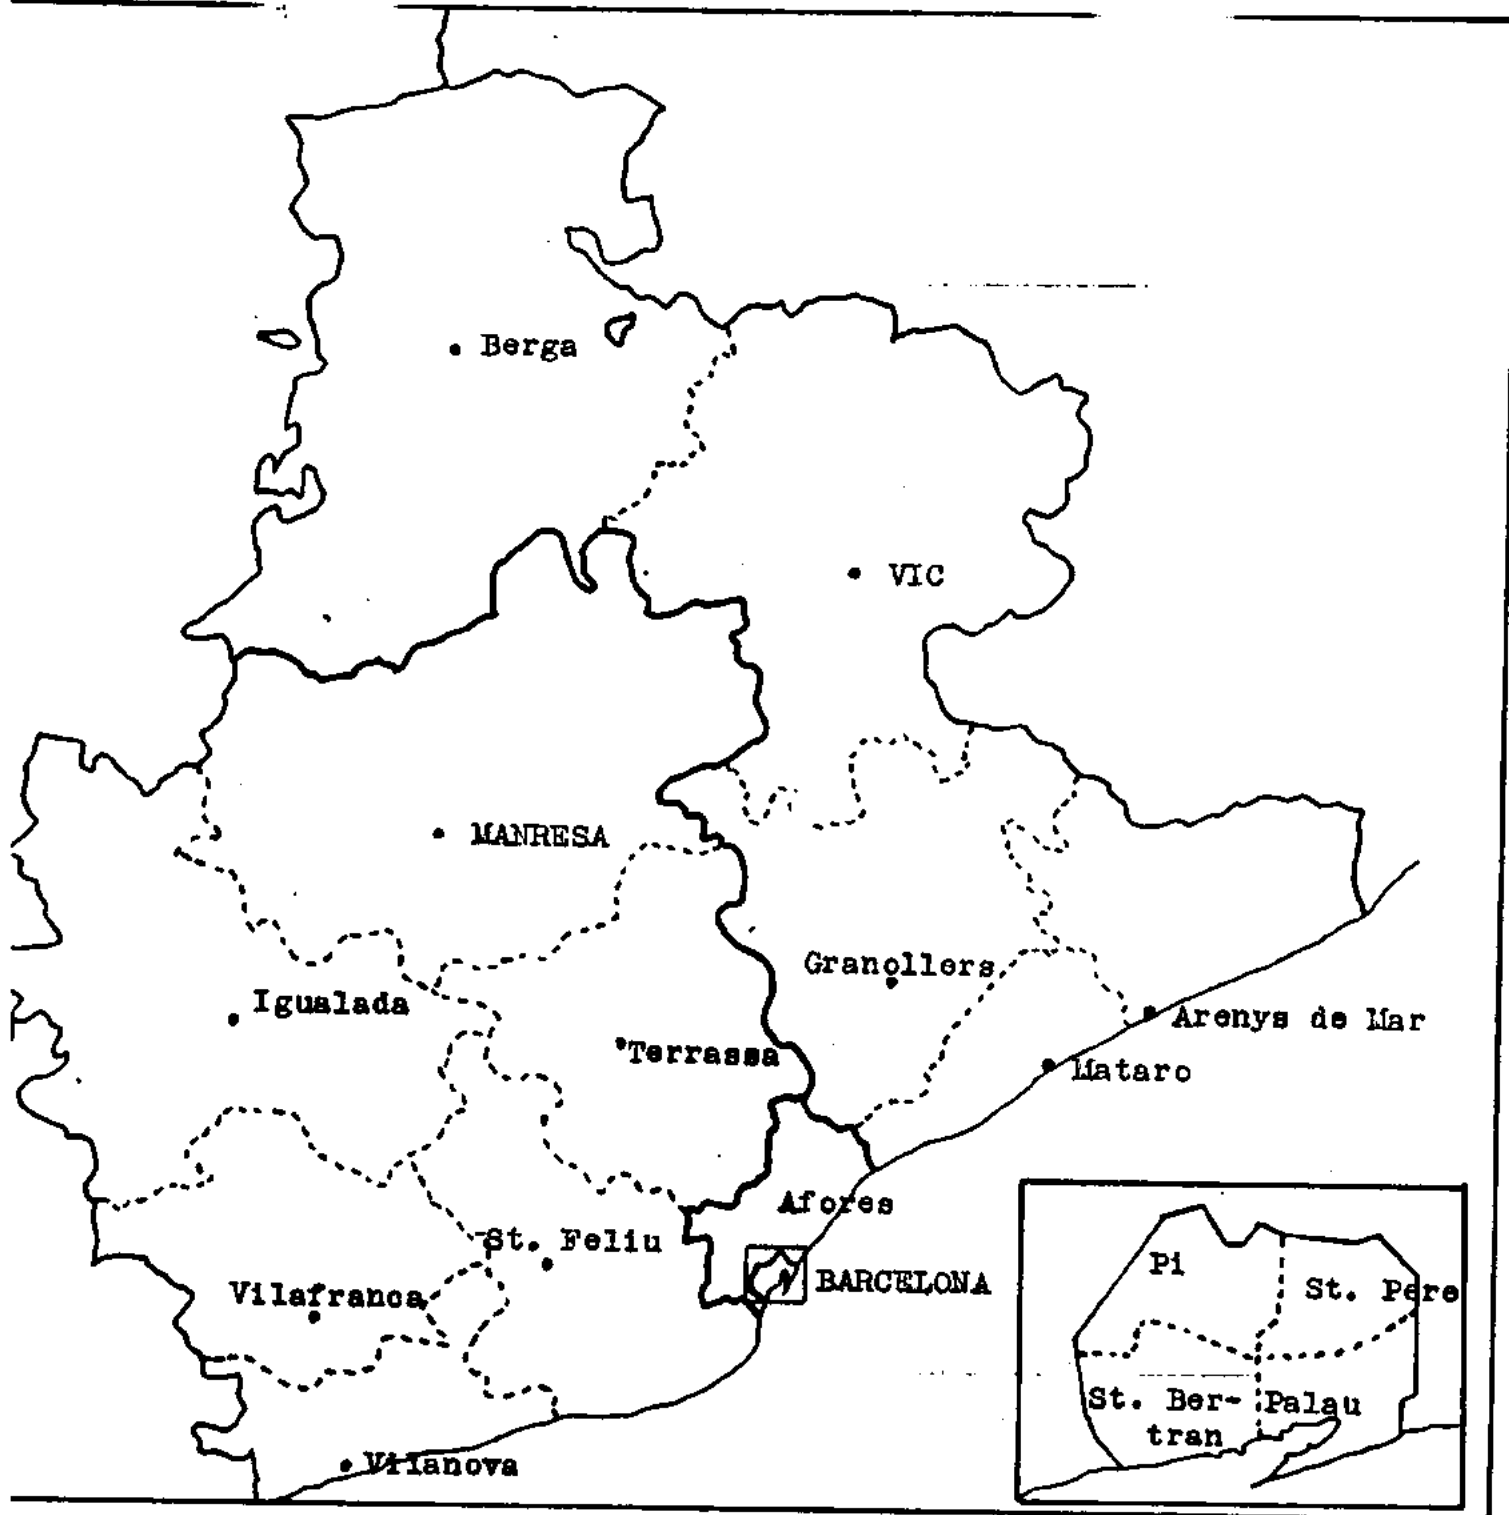 Berga
VIC
MANRESA
Granollers
Igualada
Arenys de Mar
Terrassa
Mataro
Afores
St. Feliu
BARCELONA
Vilafranca
Vilanova
Pi
St. Pere
St. Ber-
tran
Palau